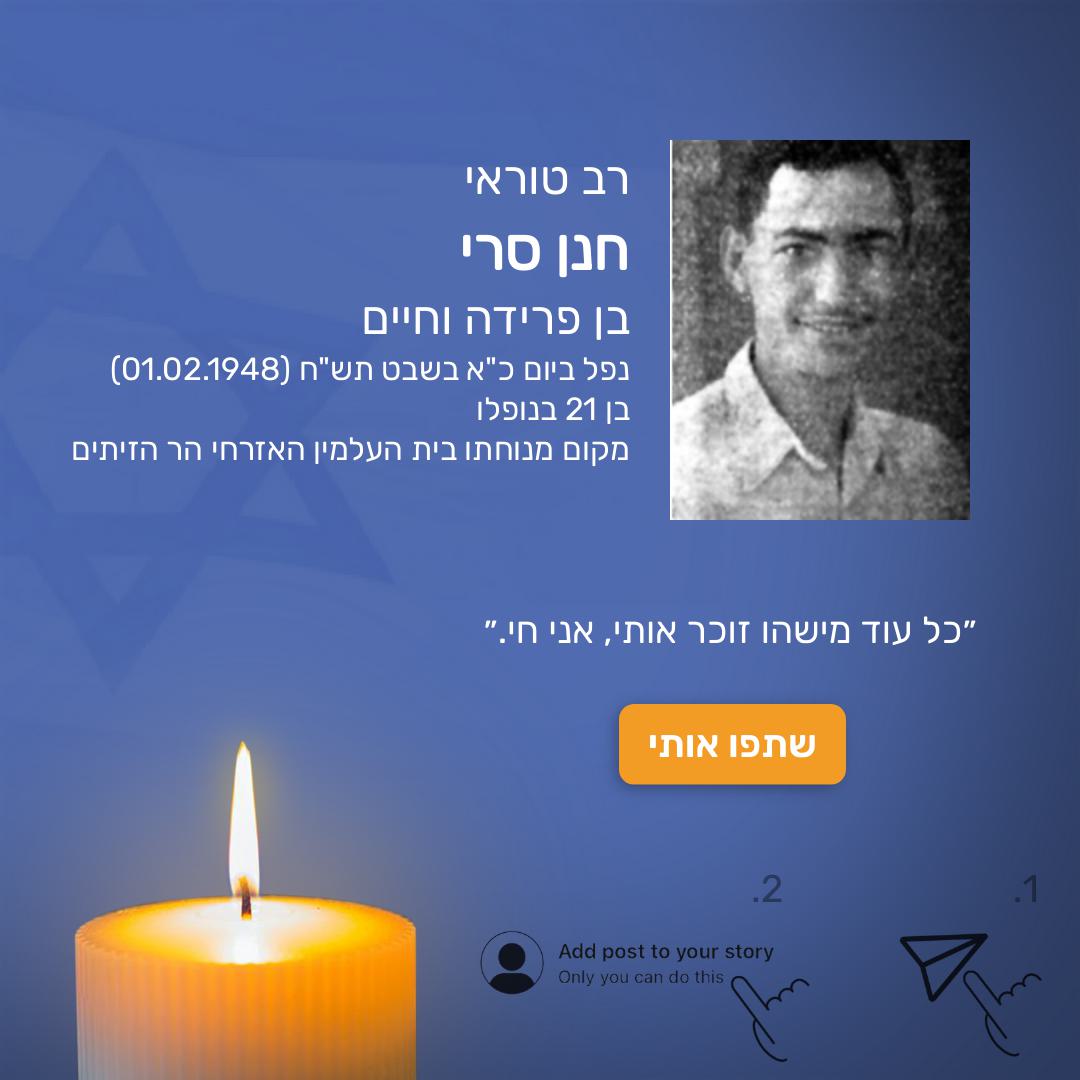 רב טוראי
חנן סרי
בן פרידה וחיים
נפל ביום כ"א בשבט תש"ח (01.02.1948)
בן 21 בנופלו
מקום מנוחתו בית העלמין האזרחי הר הזיתים
"כל עוד מישהו זוכר אותי, אני חי."
שתפו אותי
1.
2.
Add post to your story
Only you can do this